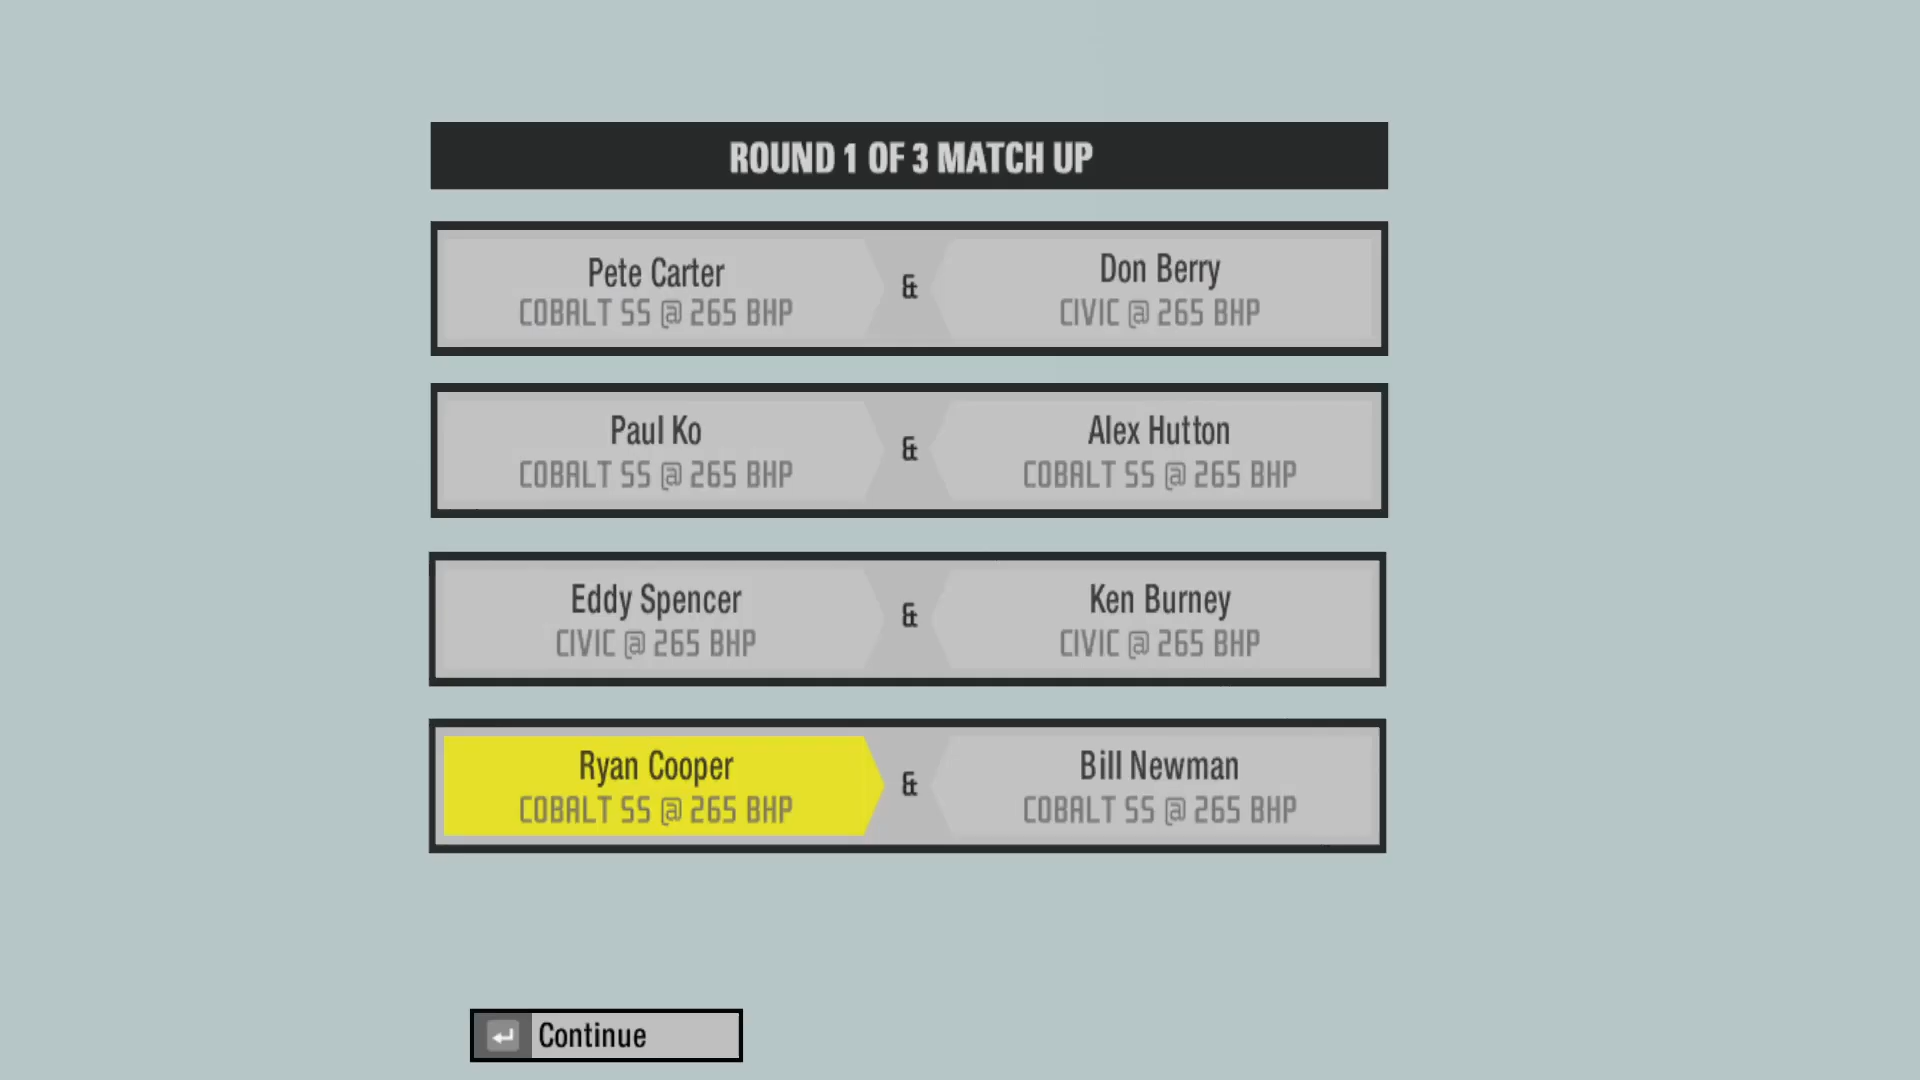 ROUND 1 OF 3 MATCH UP
Pete Carter
COBALT SS @ 265 BHP
&
Don Berry
CIVIC @ 265 BHP
Paul Ko
COBALT SS @ 265 BHP
&
Alex Hutton
COBALT SS @ 265 BHP
Eddy Spencer
CIVIC @ 265 BHP
&
Ken Burney
CIVIC @ 265 BHP
Ryan Cooper
COBALT SS @ 265 BHP
&
Bill Newman
COBALT SS @ 265 BHP
Continue